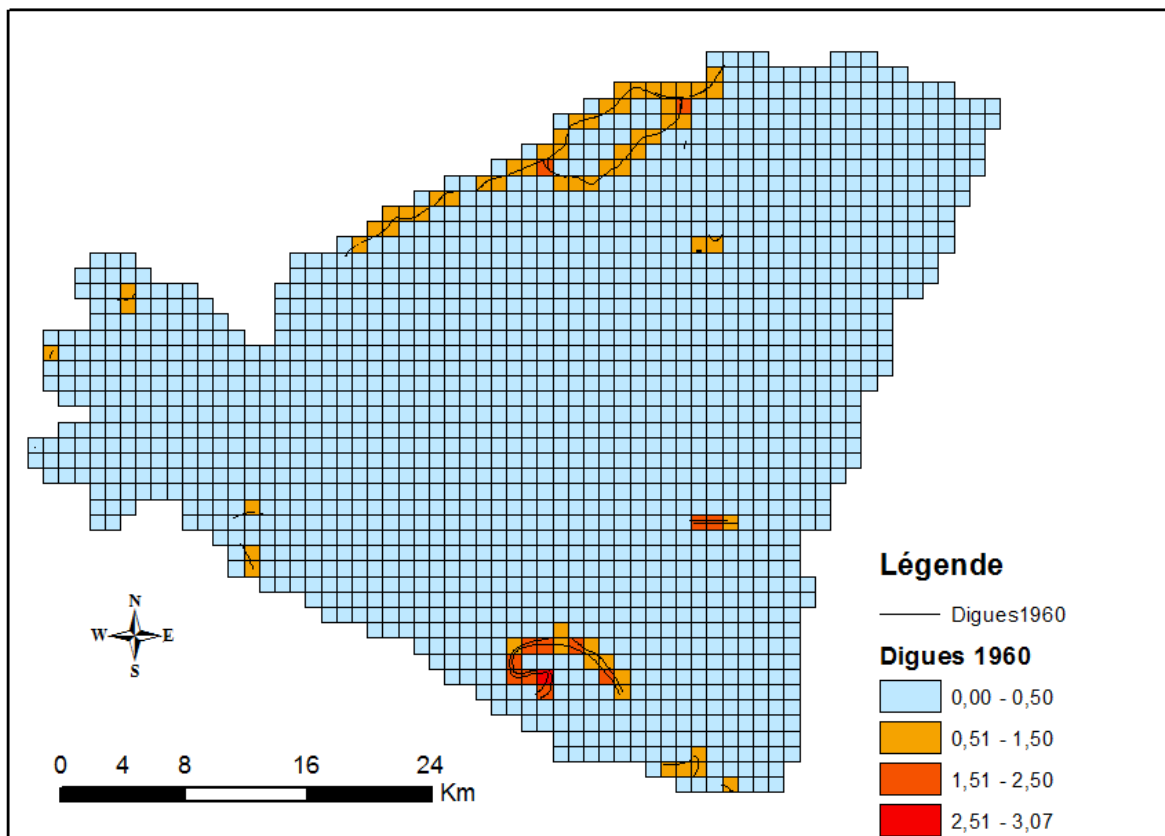 Légende
Digues1960
Digues 1960
0,00 - 0,50
0,51 - 1,50
1,51 - 2,50
2,51 - 3,07
N
W E
S
0 4 8 16 24
Km